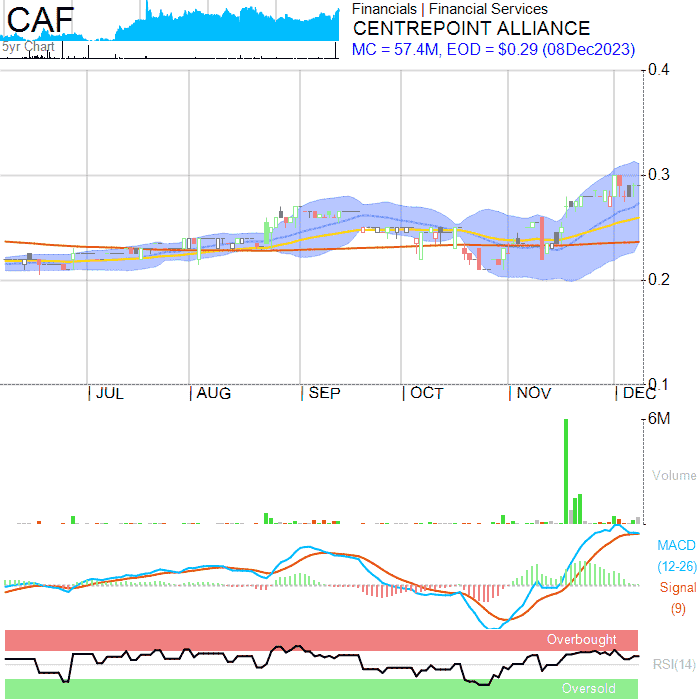 CAF
5yr Chart
Financials | Financial Services
CENTREPOINT ALLIANCE
MC = 57.4M, EOD = $0.29 (08Dec2023)
0.4
0.3
0.2
0.1
JUL AUG SEP OCT NOV DEC
6M
Volume
MACD
(12-26)
Signal
(9)
Overbought
RSI(14)
Oversold